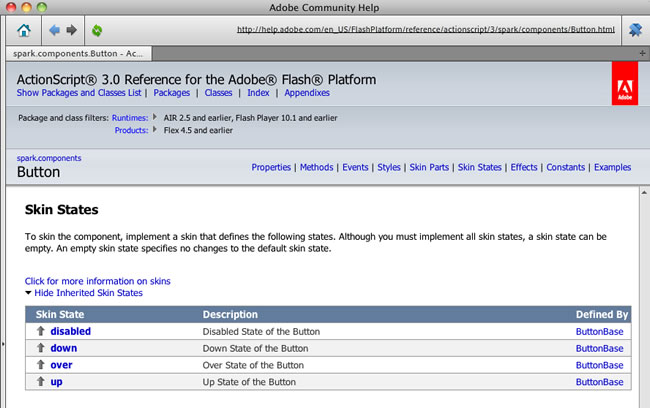 Adobe Community Help
http://help.adobe.com/en_US/FlashPlatform/reference/actionscript/3/spark/components/Button.html
spark.components.Button - Ac...
ActionScript® 3.0 Reference for the Adobe® Flash® Platform
Show Packages and Classes List | Packages | Classes | Index | Appendixes
Adobe
Package and class filters: Runtimes: AIR 2.5 and earlier, Flash Player 10.1 and earlier
Products: Flex 4.5 and earlier
spark.components
Button
Properties | Methods | Events | Styles | Skin Parts | Skin States | Effects | Constants | Examples
Skin States
To skin the component, implement a skin that defines the following states. Although you must implement all skin states, a skin state can be
empty. An empty skin state specifies no changes to the default skin state.
Click for more information on skins
Hide Inherited Skin States
Skin State Description Defined By
disabled Disabled State of the Button ButtonBase
down Down State of the Button ButtonBase
over Over State of the Button ButtonBase
up Up State of the Button ButtonBase